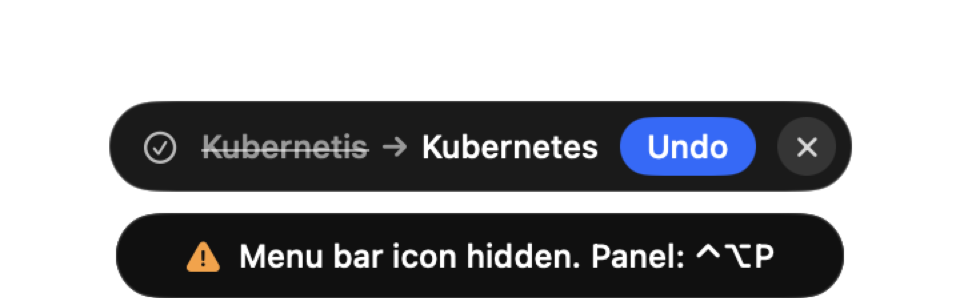 Kubernetis → Kubernetes Undo
Menu bar icon hidden. Panel: ^⌥P